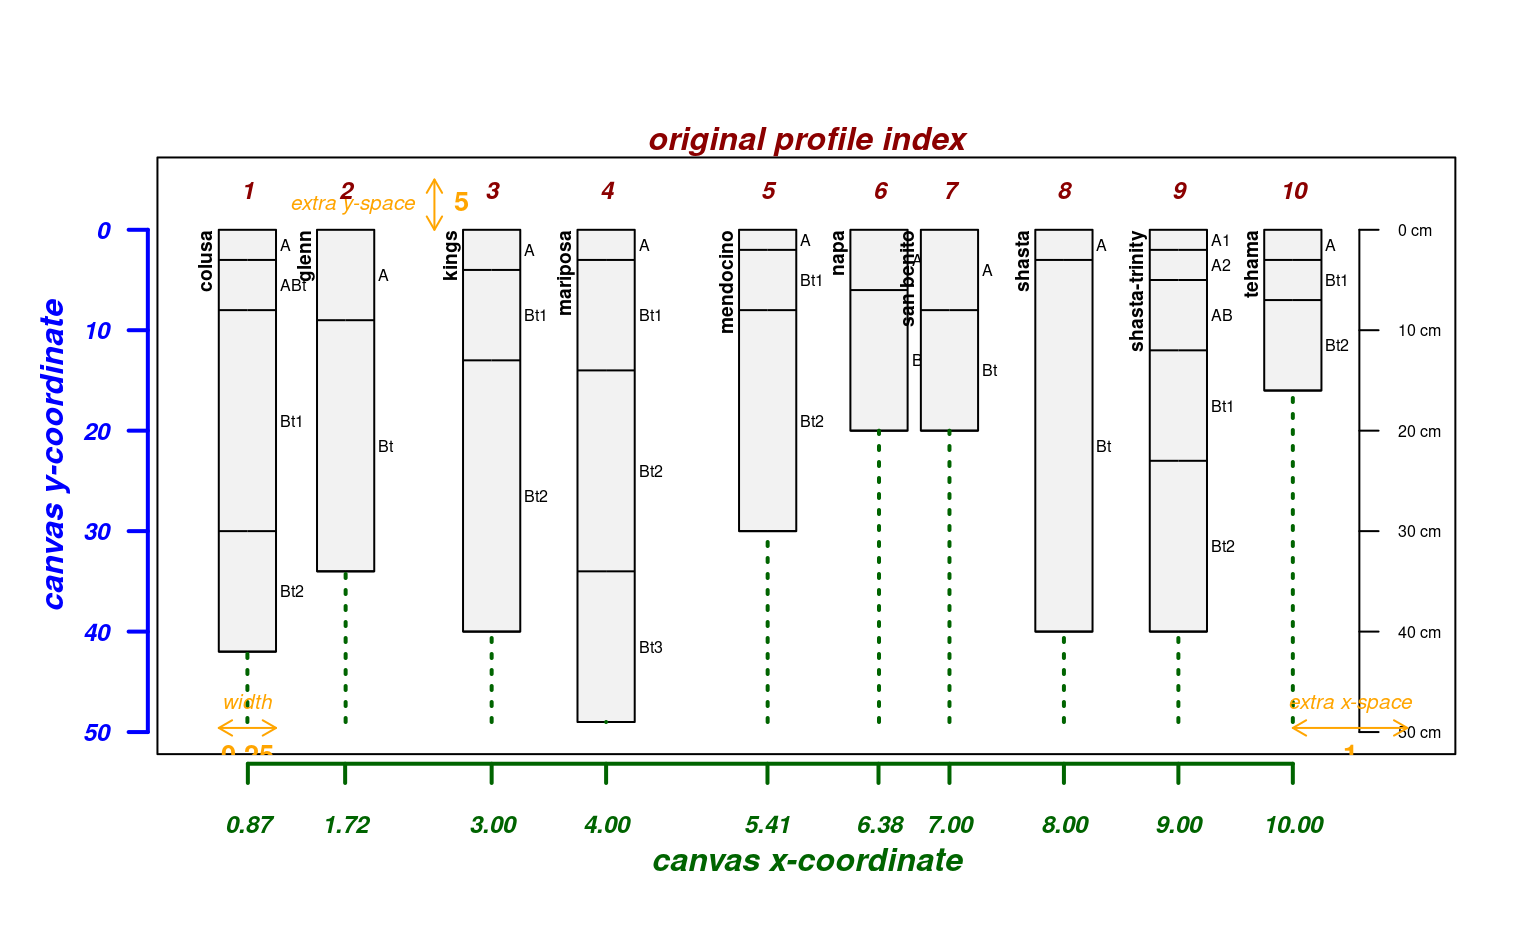 original profile index
1 2 3 4 5 6 7 8 9 10
extra y-space 5
canvas y-coordinate
0
10
20
30
40
50
colusa
A
ABt
Bt1
Bt2
glenn
A
Bt
kings
A
Bt1
Bt2
mariposa
A
Bt1
Bt2
Bt3
mendocino
A
Bt1
Bt2
napa
A
san benito
A
Bt
shasta
A
Bt
shasta-trinity
A1
A2
AB
Bt1
Bt2
tehama
A
Bt1
Bt2
0 cm
10 cm
20 cm
30 cm
40 cm
50 cm
width
0.25
extra x-space
1
0.87 1.72 3.00 4.00 5.41 6.38 7.00 8.00 9.00 10.00
canvas x-coordinate